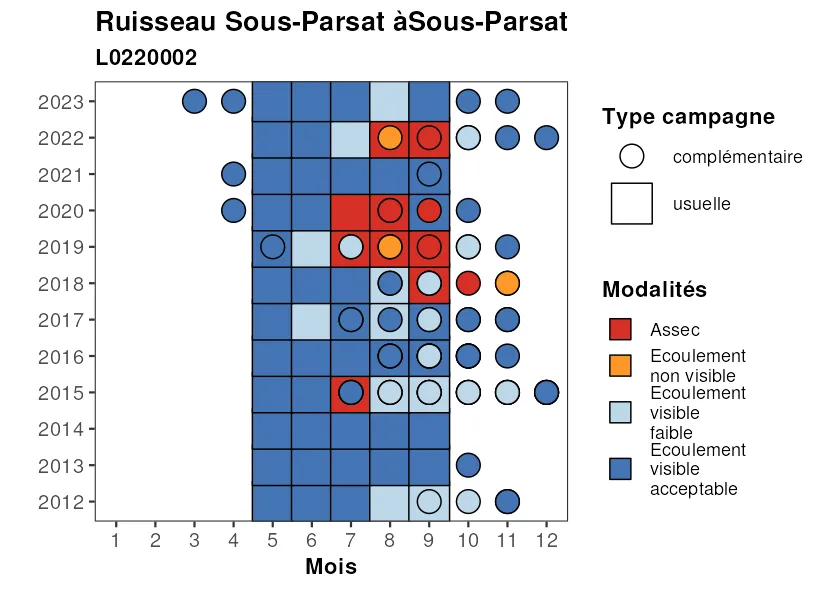 Ruisseau Sous-Parsat àSous-Parsat
L0220002
2023
2022
2021
2020
2019
2018
2017
2016
2015
2014
2013
2012
1 2 3 4 5 6 7 8 9 10 11 12
Mois
Type campagne
complémentaire
usuelle
Modalités
Assec
Ecoulement
non visible
Ecoulement
visible
faible
Ecoulement
visible
acceptable